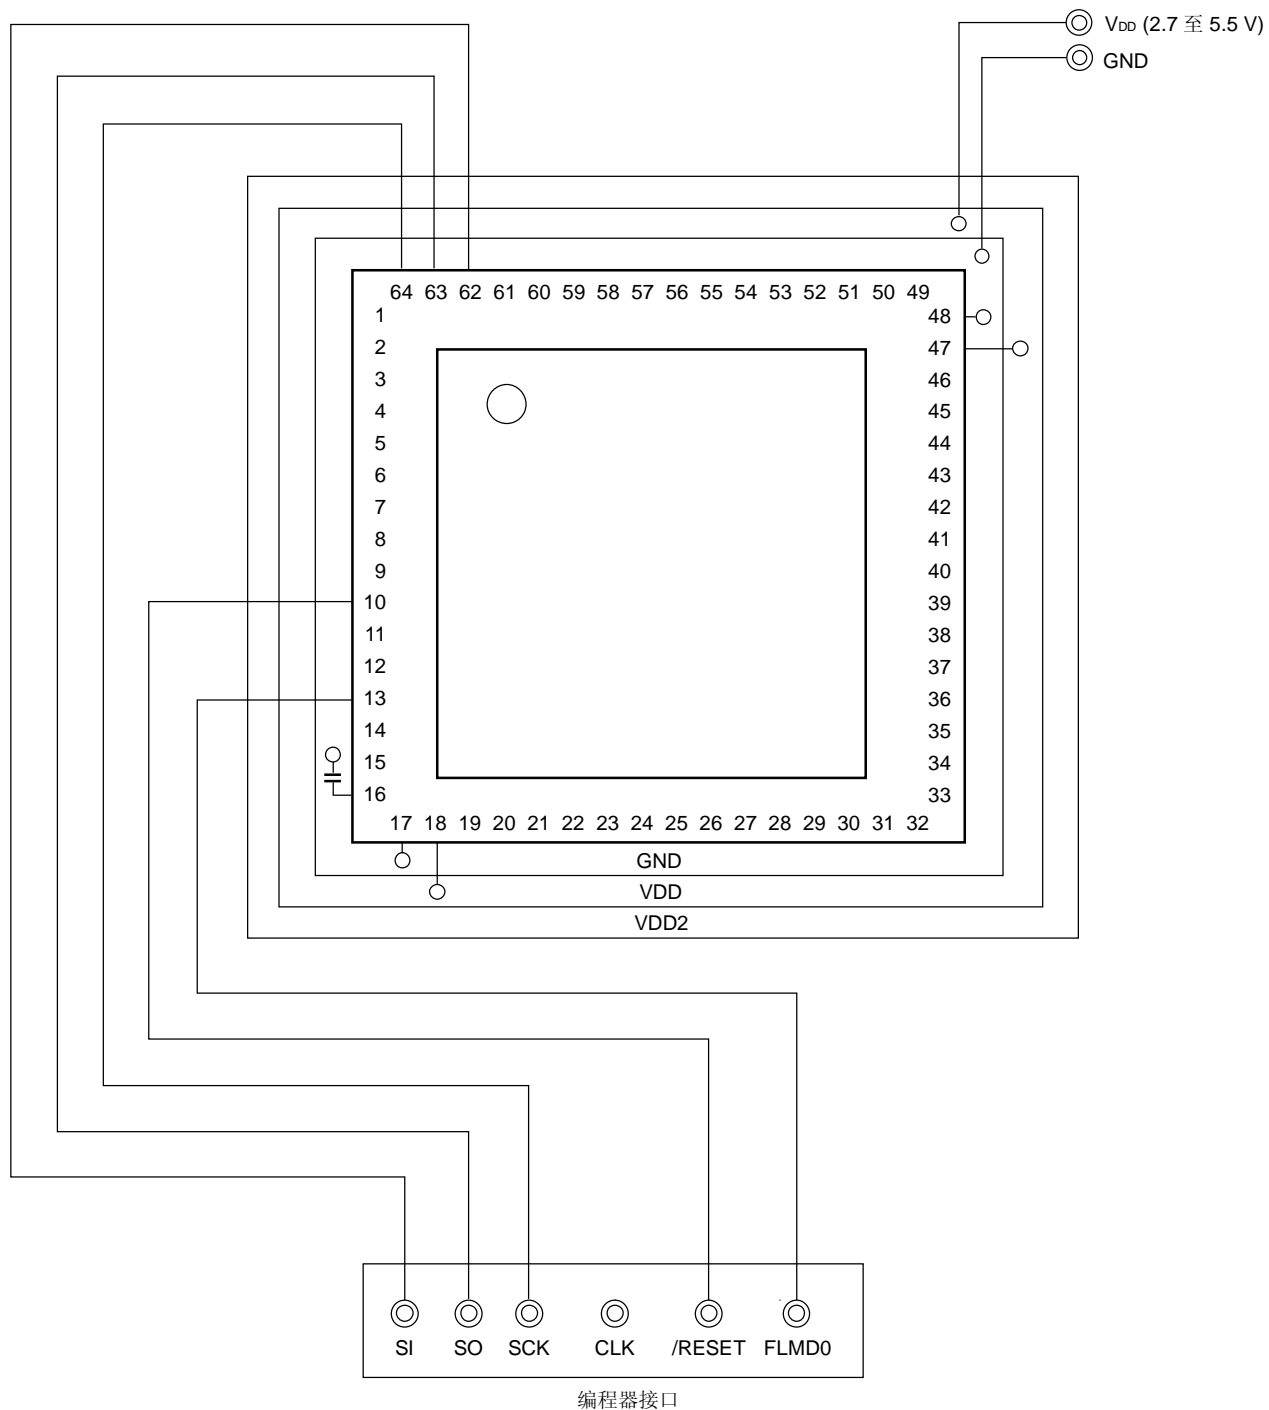 VDD (2.7 至 5.5 V)
GND
64 63 62 61 60 59 58 57 56 55 54 53 52 51 50 49
1 48
2 47
3 46
4 45
5 44
6 43
7 42
8 41
9 40
10 39
11 38
12 37
13 36
14 35
15 34
16 33
17 18 19 20 21 22 23 24 25 26 27 28 29 30 31 32
GND
VDD
VDD2
SI SO SCK CLK /RESET FLMD0
编程器接口